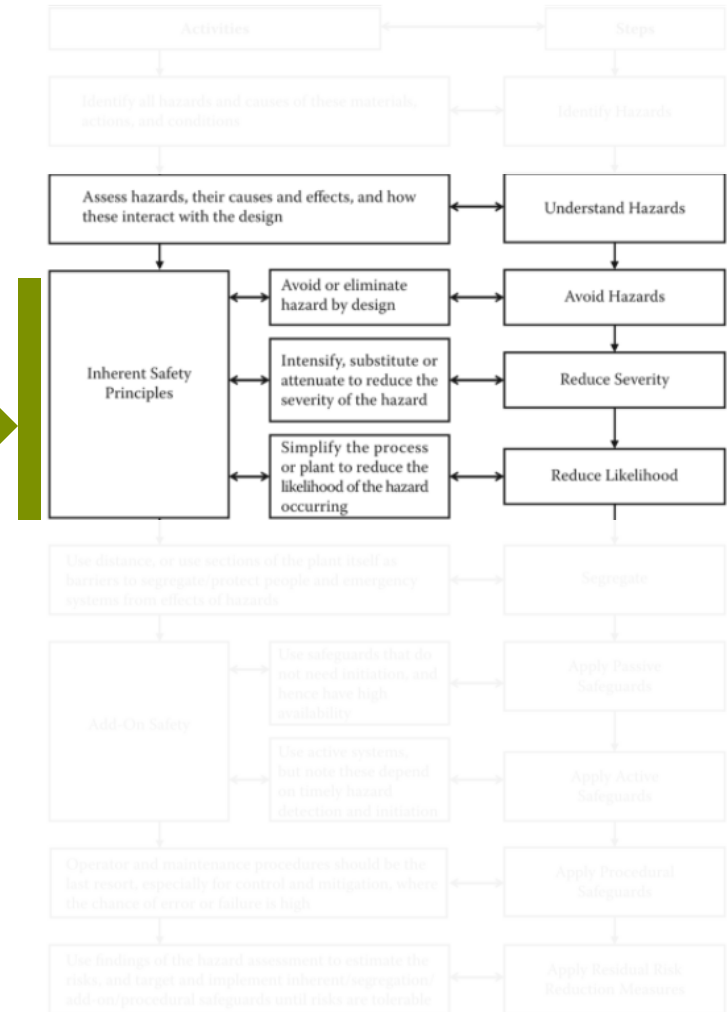 Activities
Steps
Identify all hazards and causes of these materials,
actions, and conditions
Identify Hazards
Assess hazards, their causes and effects, and how
these interact with the design
Understand Hazards
Inherent Safety
Principles
Avoid or eliminate
hazard by design
Avoid Hazards
Intensify, substitute or
attenuate to reduce the
severity of the hazard
Reduce Severity
Simplify the process
or plant to reduce the
likelihood of the hazard
occurring
Reduce Likelihood
Use distance, or use sections of the plant itself as
barriers to segregate/protect people and emergency
systems from effects of hazards
Segregate
Add-On Safety
Use safeguards that do
not need initiation, and
hence have high
availability
Apply Passive
Safeguards
Use active systems,
but note these depend
on timely hazard
detection and initiation
Apply Active
Safeguards
Operator and maintenance procedures should be the
last resort, especially for control and mitigation, where
the chance of error or failure is high
Apply Procedural
Safeguards
Use findings of the hazard assessment to estimate the
risks, and target and implement inherent/segregation/
add-on/procedural safeguards until risks are tolerable
Apply Residual Risk
Reduction Measures